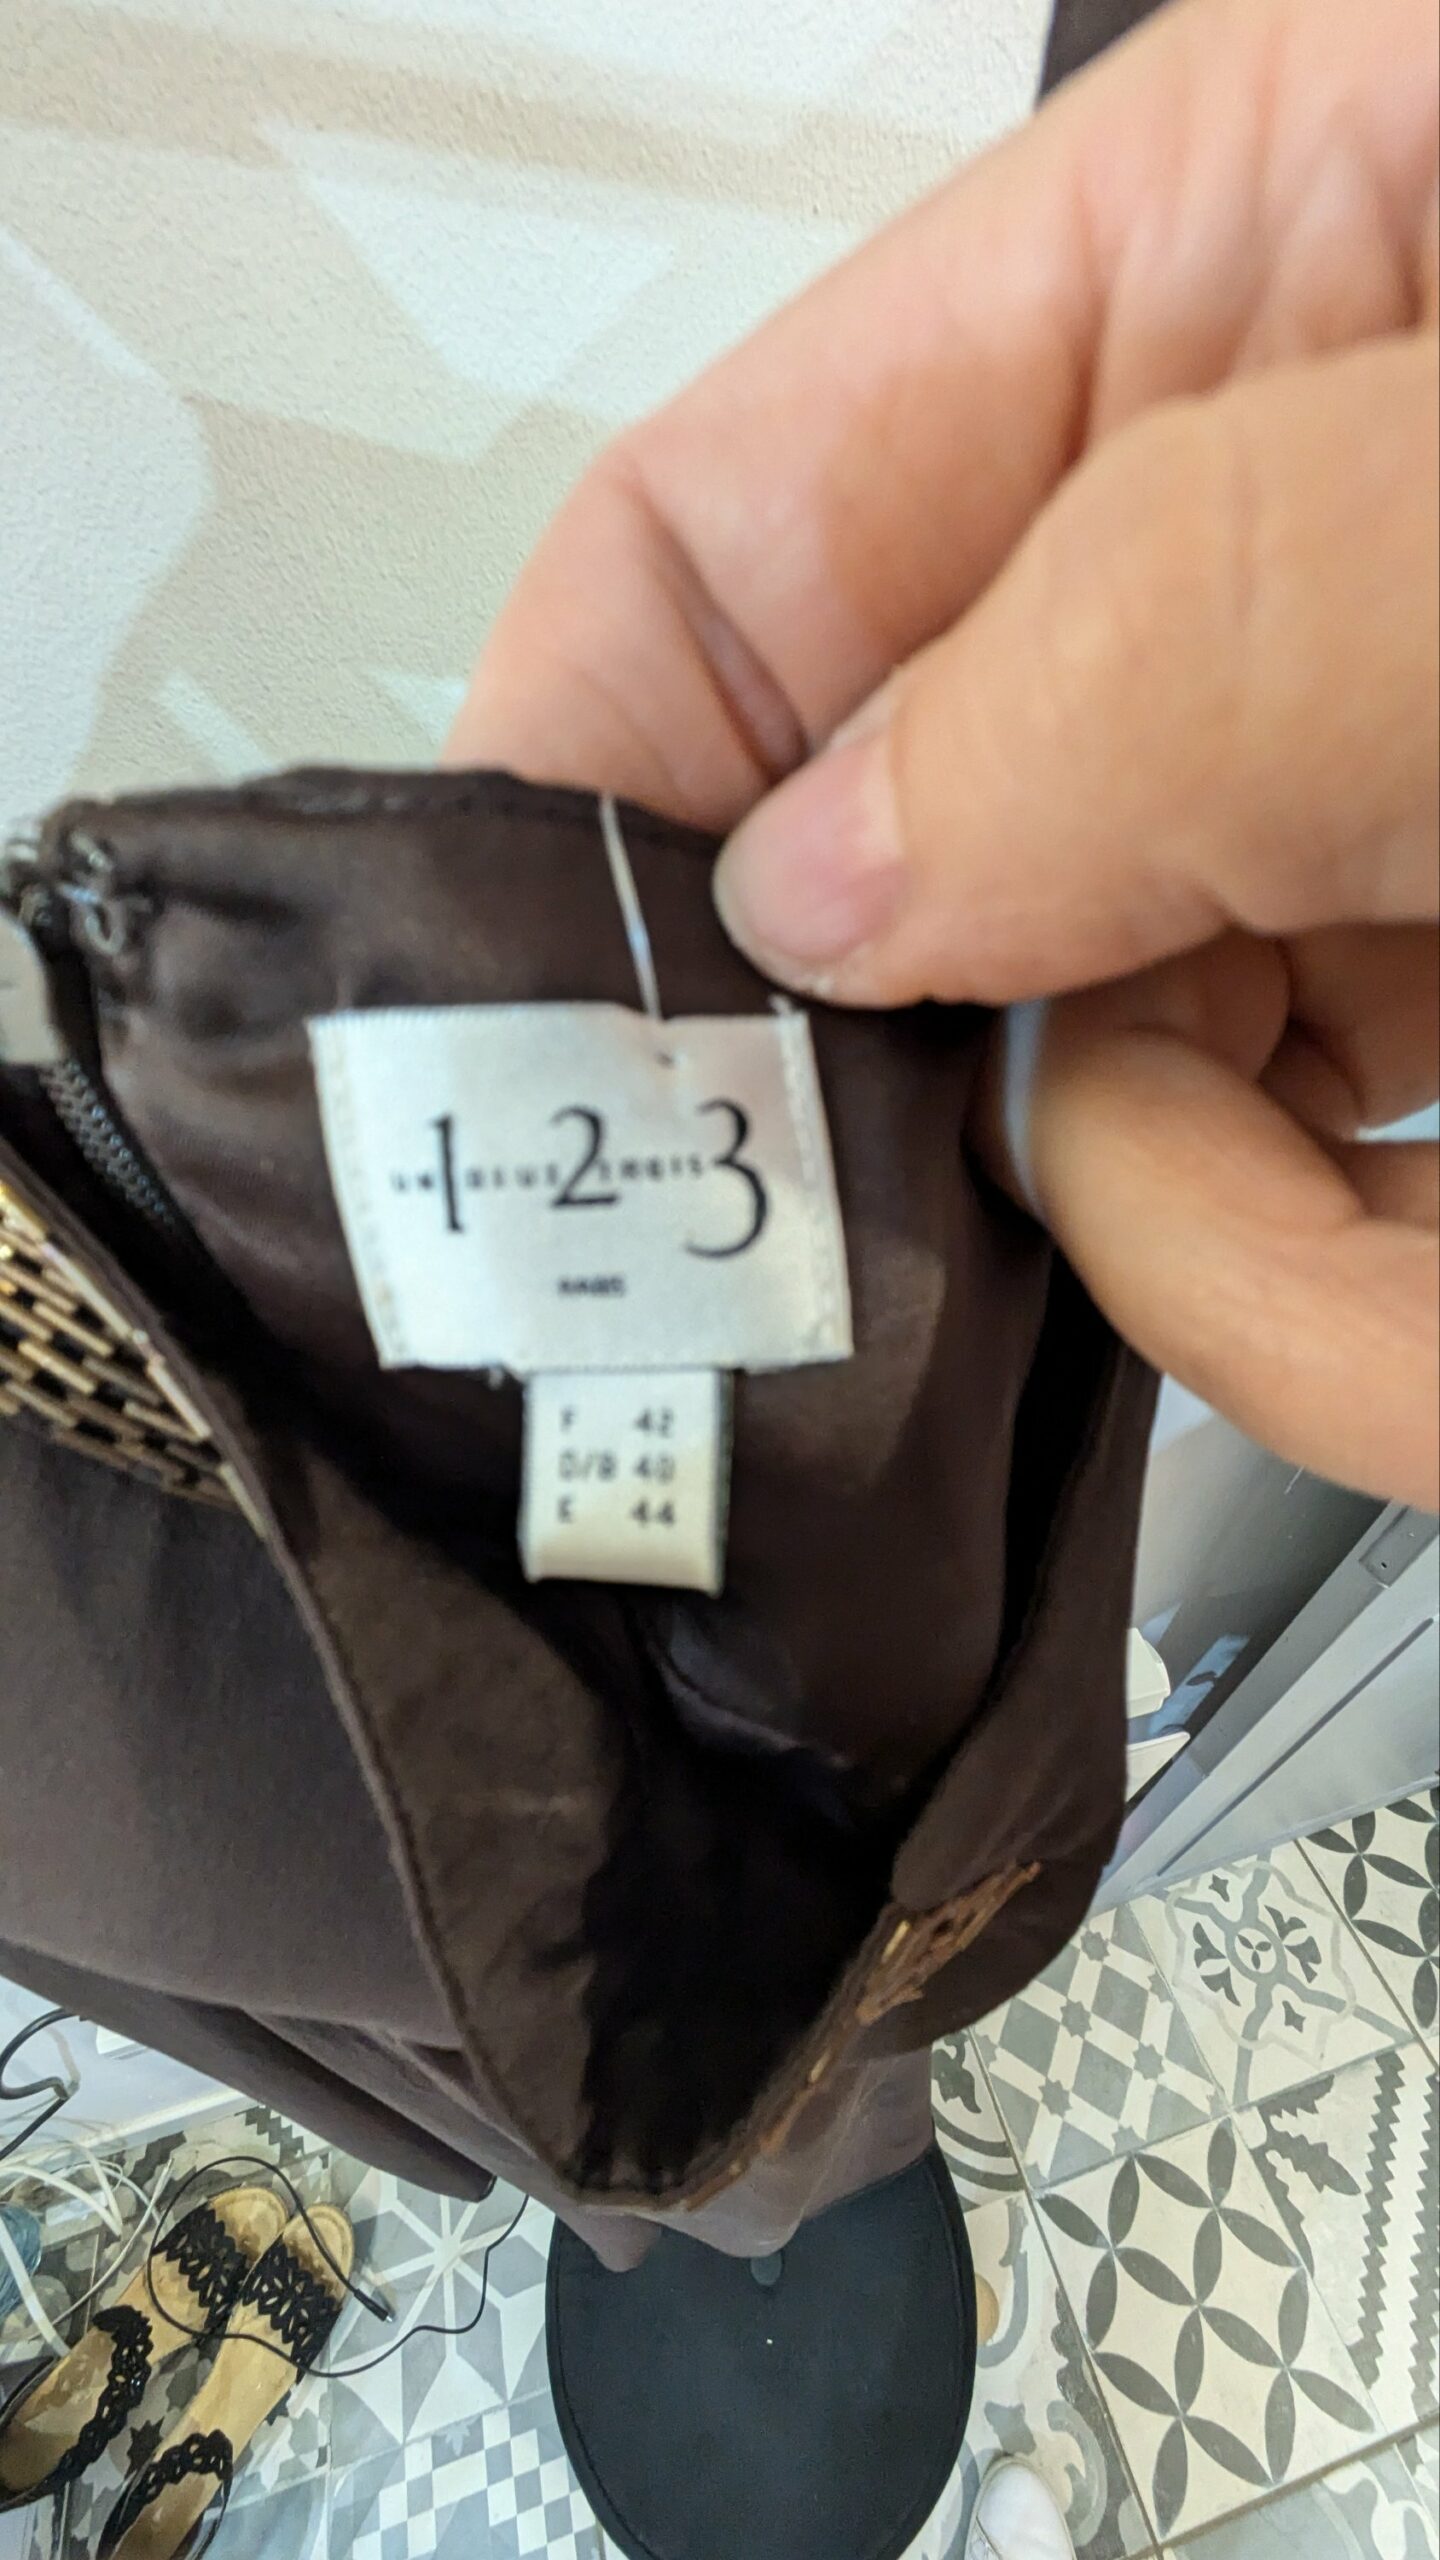 1 2 3
UN DEUX TROIS
PARIS
F 42
D/B 40
E 44